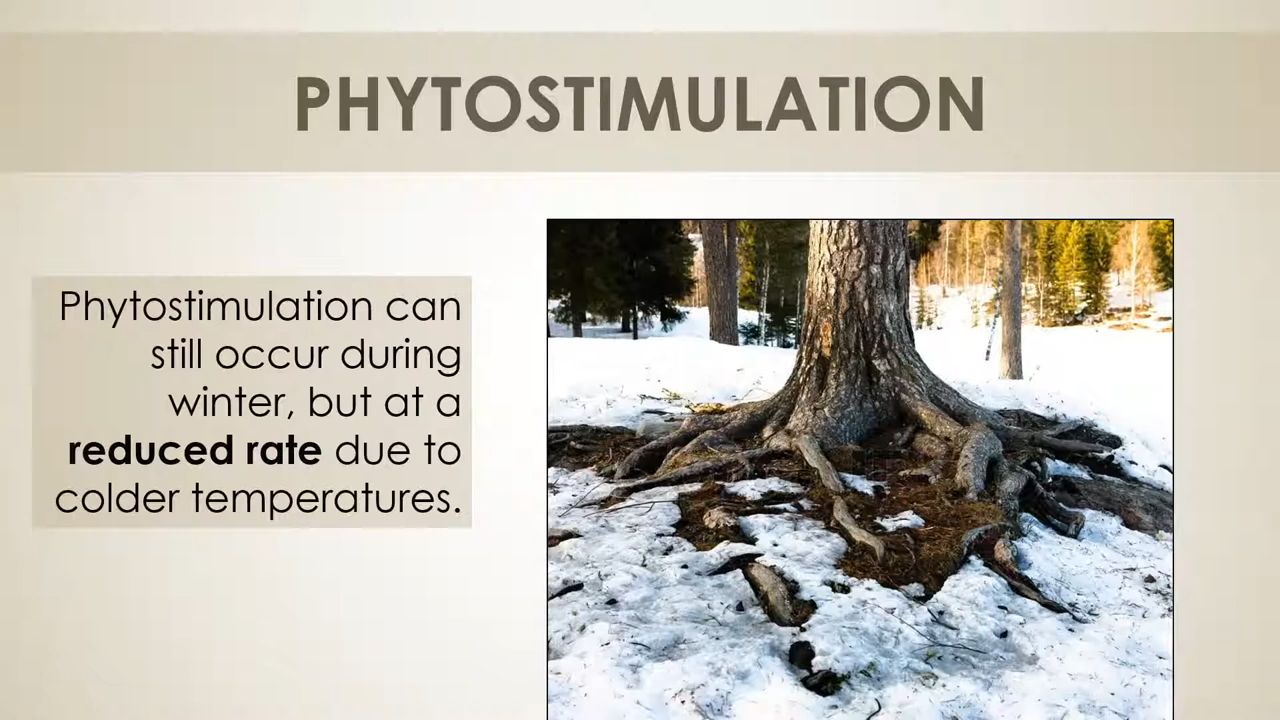 PHYTOSTIMULATION
Phytostimulation can
still occur during
winter, but at a
reduced rate due to
colder temperatures.